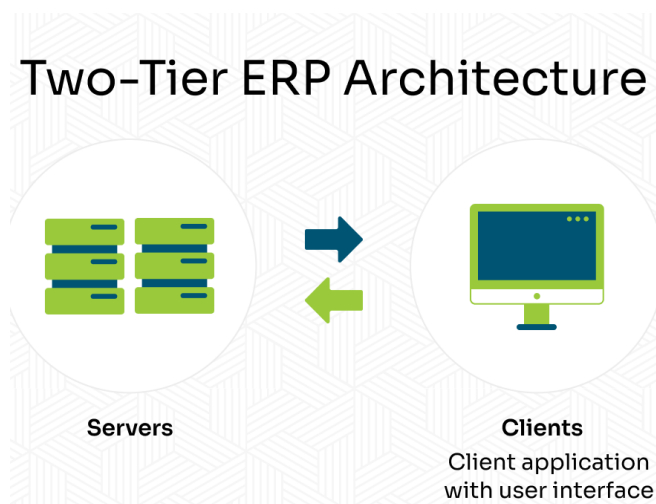 Two-Tier ERP Architecture
Servers
Clients
Client application
with user interface